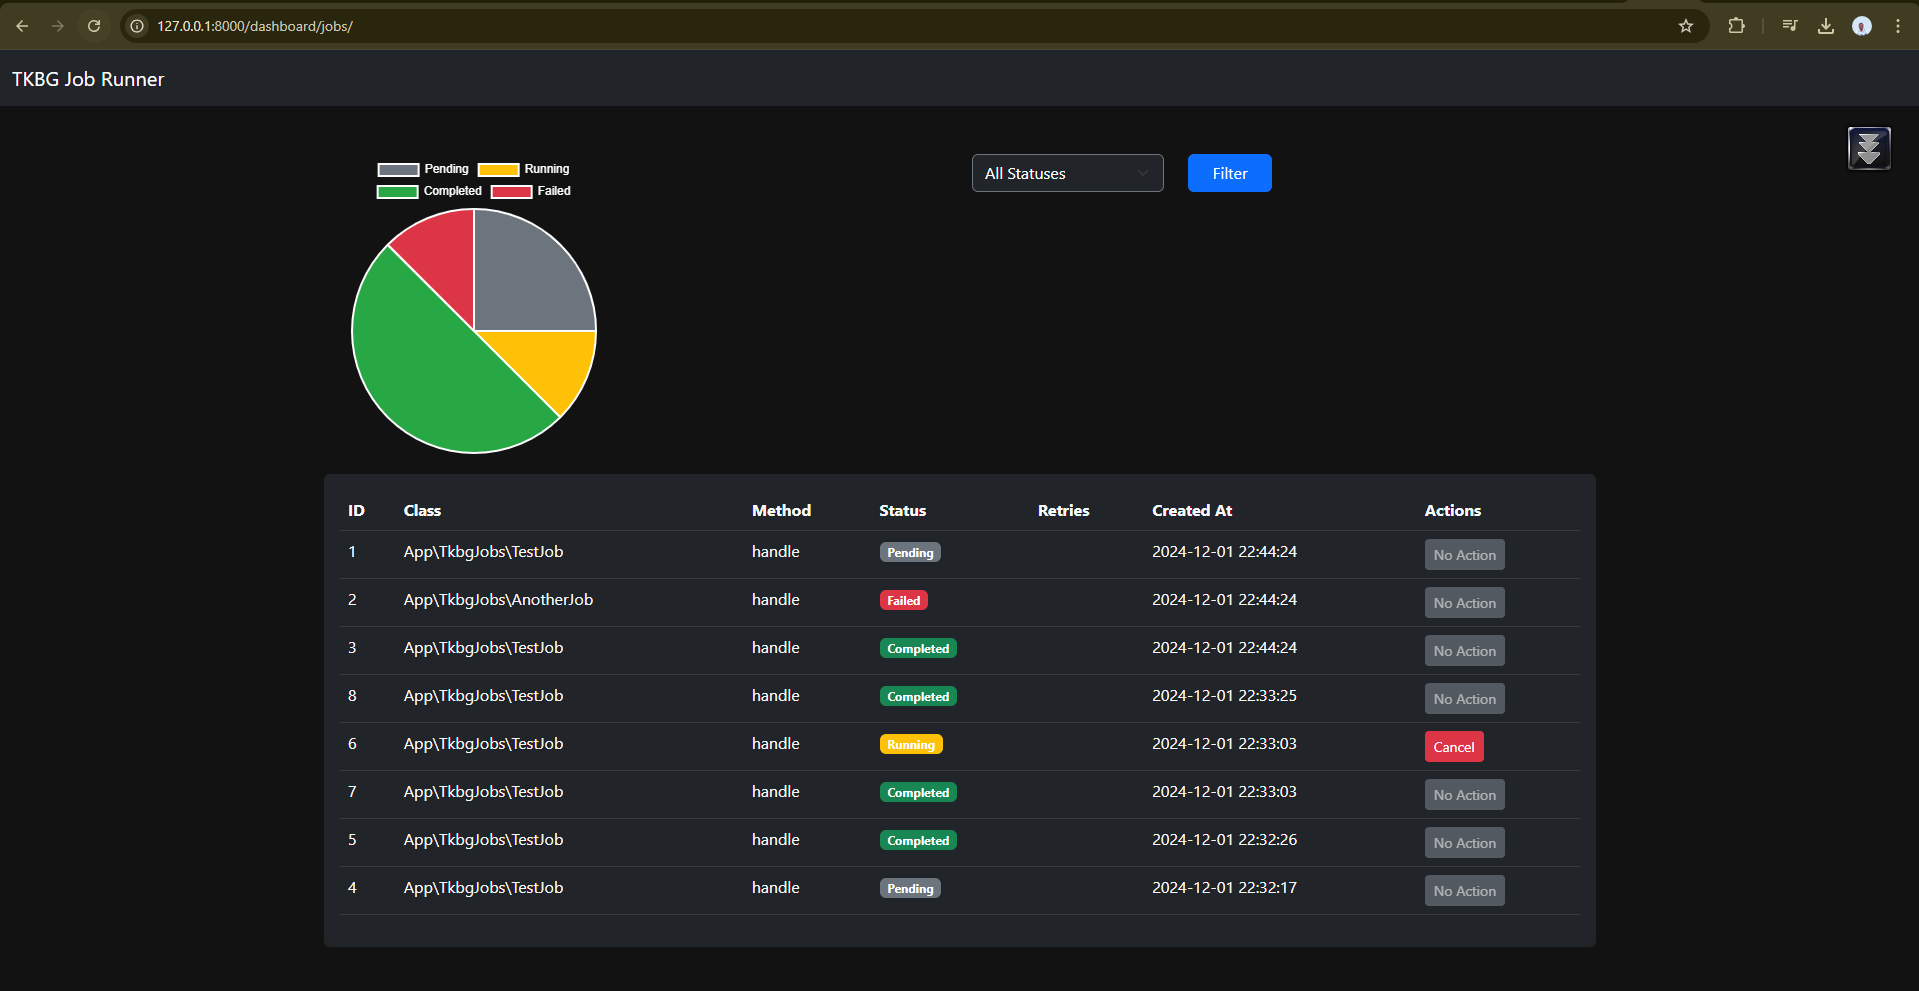 127.0.0.1:8000/dashboard/jobs/
TKBG Job Runner
Pending Running
Completed Failed
All Statuses Filter
ID Class Method Status Retries Created At Actions
1 App\TkbgJobs\TestJob handle Pending 2024-12-01 22:44:24 No Action
2 App\TkbgJobs\AnotherJob handle Failed 2024-12-01 22:44:24 No Action
3 App\TkbgJobs\TestJob handle Completed 2024-12-01 22:44:24 No Action
8 App\TkbgJobs\TestJob handle Completed 2024-12-01 22:33:25 No Action
6 App\TkbgJobs\TestJob handle Running 2024-12-01 22:33:03 Cancel
7 App\TkbgJobs\TestJob handle Completed 2024-12-01 22:33:03 No Action
5 App\TkbgJobs\TestJob handle Completed 2024-12-01 22:32:26 No Action
4 App\TkbgJobs\TestJob handle Pending 2024-12-01 22:32:17 No Action